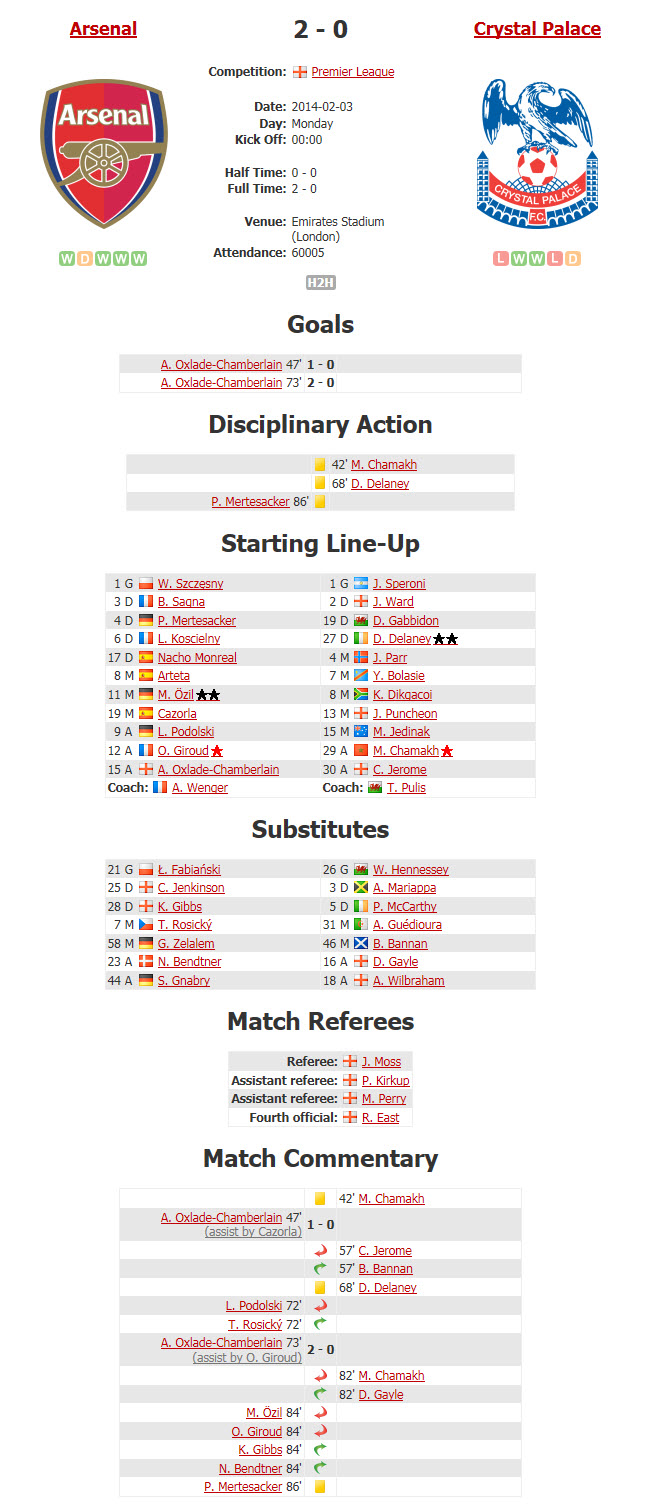 Arsenal
2 - 0
Crystal Palace
Competition: Premier League
Date: 2014-02-03
Day: Monday
Kick Off: 00:00
Half Time: 0 - 0
Full Time: 2 - 0
Venue: Emirates Stadium
(London)
Attendance: 60005
Arsenal
CRYSTAL PALACE
F.C.
W D W W W
L W W L D
H2H
Goals
A. Oxlade-Chamberlain 47' 1 - 0
A. Oxlade-Chamberlain 73' 2 - 0
Disciplinary Action
42' M. Chamakh
68' D. Delaney
P. Mertesacker 86'
Starting Line-Up
1 G W. Szczęsny 1 G J. Speroni
3 D B. Sagna 2 D J. Ward
4 D P. Mertesacker 19 D D. Gabbidon
6 D L. Koscielny 27 D D. Delaney
17 D Nacho Monreal 4 M J. Parr
8 M Arteta 7 M Y. Bolasie
11 M M. Özil 8 M K. Dikgacoi
19 M Cazorla 13 M J. Puncheon
9 A L. Podolski 15 M M. Jedinak
12 A O. Giroud 29 A M. Chamakh
15 A A. Oxlade-Chamberlain 30 A C. Jerome
Coach: A. Wenger Coach: T. Pulis
Substitutes
21 G Ł. Fabiański 26 G W. Hennessey
25 D C. Jenkinson 3 D A. Mariappa
28 D K. Gibbs 5 D P. McCarthy
7 M T. Rosický 31 M A. Guédioura
58 M G. Zelalem 46 M B. Bannan
23 A N. Bendtner 16 A D. Gayle
44 A S. Gnabry 18 A A. Wilbraham
Match Referees
Referee: J. Moss
Assistant referee: P. Kirkup
Assistant referee: M. Perry
Fourth official: R. East
Match Commentary
42' M. Chamakh
A. Oxlade-Chamberlain 47' 1 - 0
(assist by Cazorla)
57' C. Jerome
57' B. Bannan
68' D. Delaney
L. Podolski 72'
T. Rosický 72'
A. Oxlade-Chamberlain 73' 2 - 0
(assist by O. Giroud)
82' M. Chamakh
82' D. Gayle
M. Özil 84'
O. Giroud 84'
K. Gibbs 84'
N. Bendtner 84'
P. Mertesacker 86'